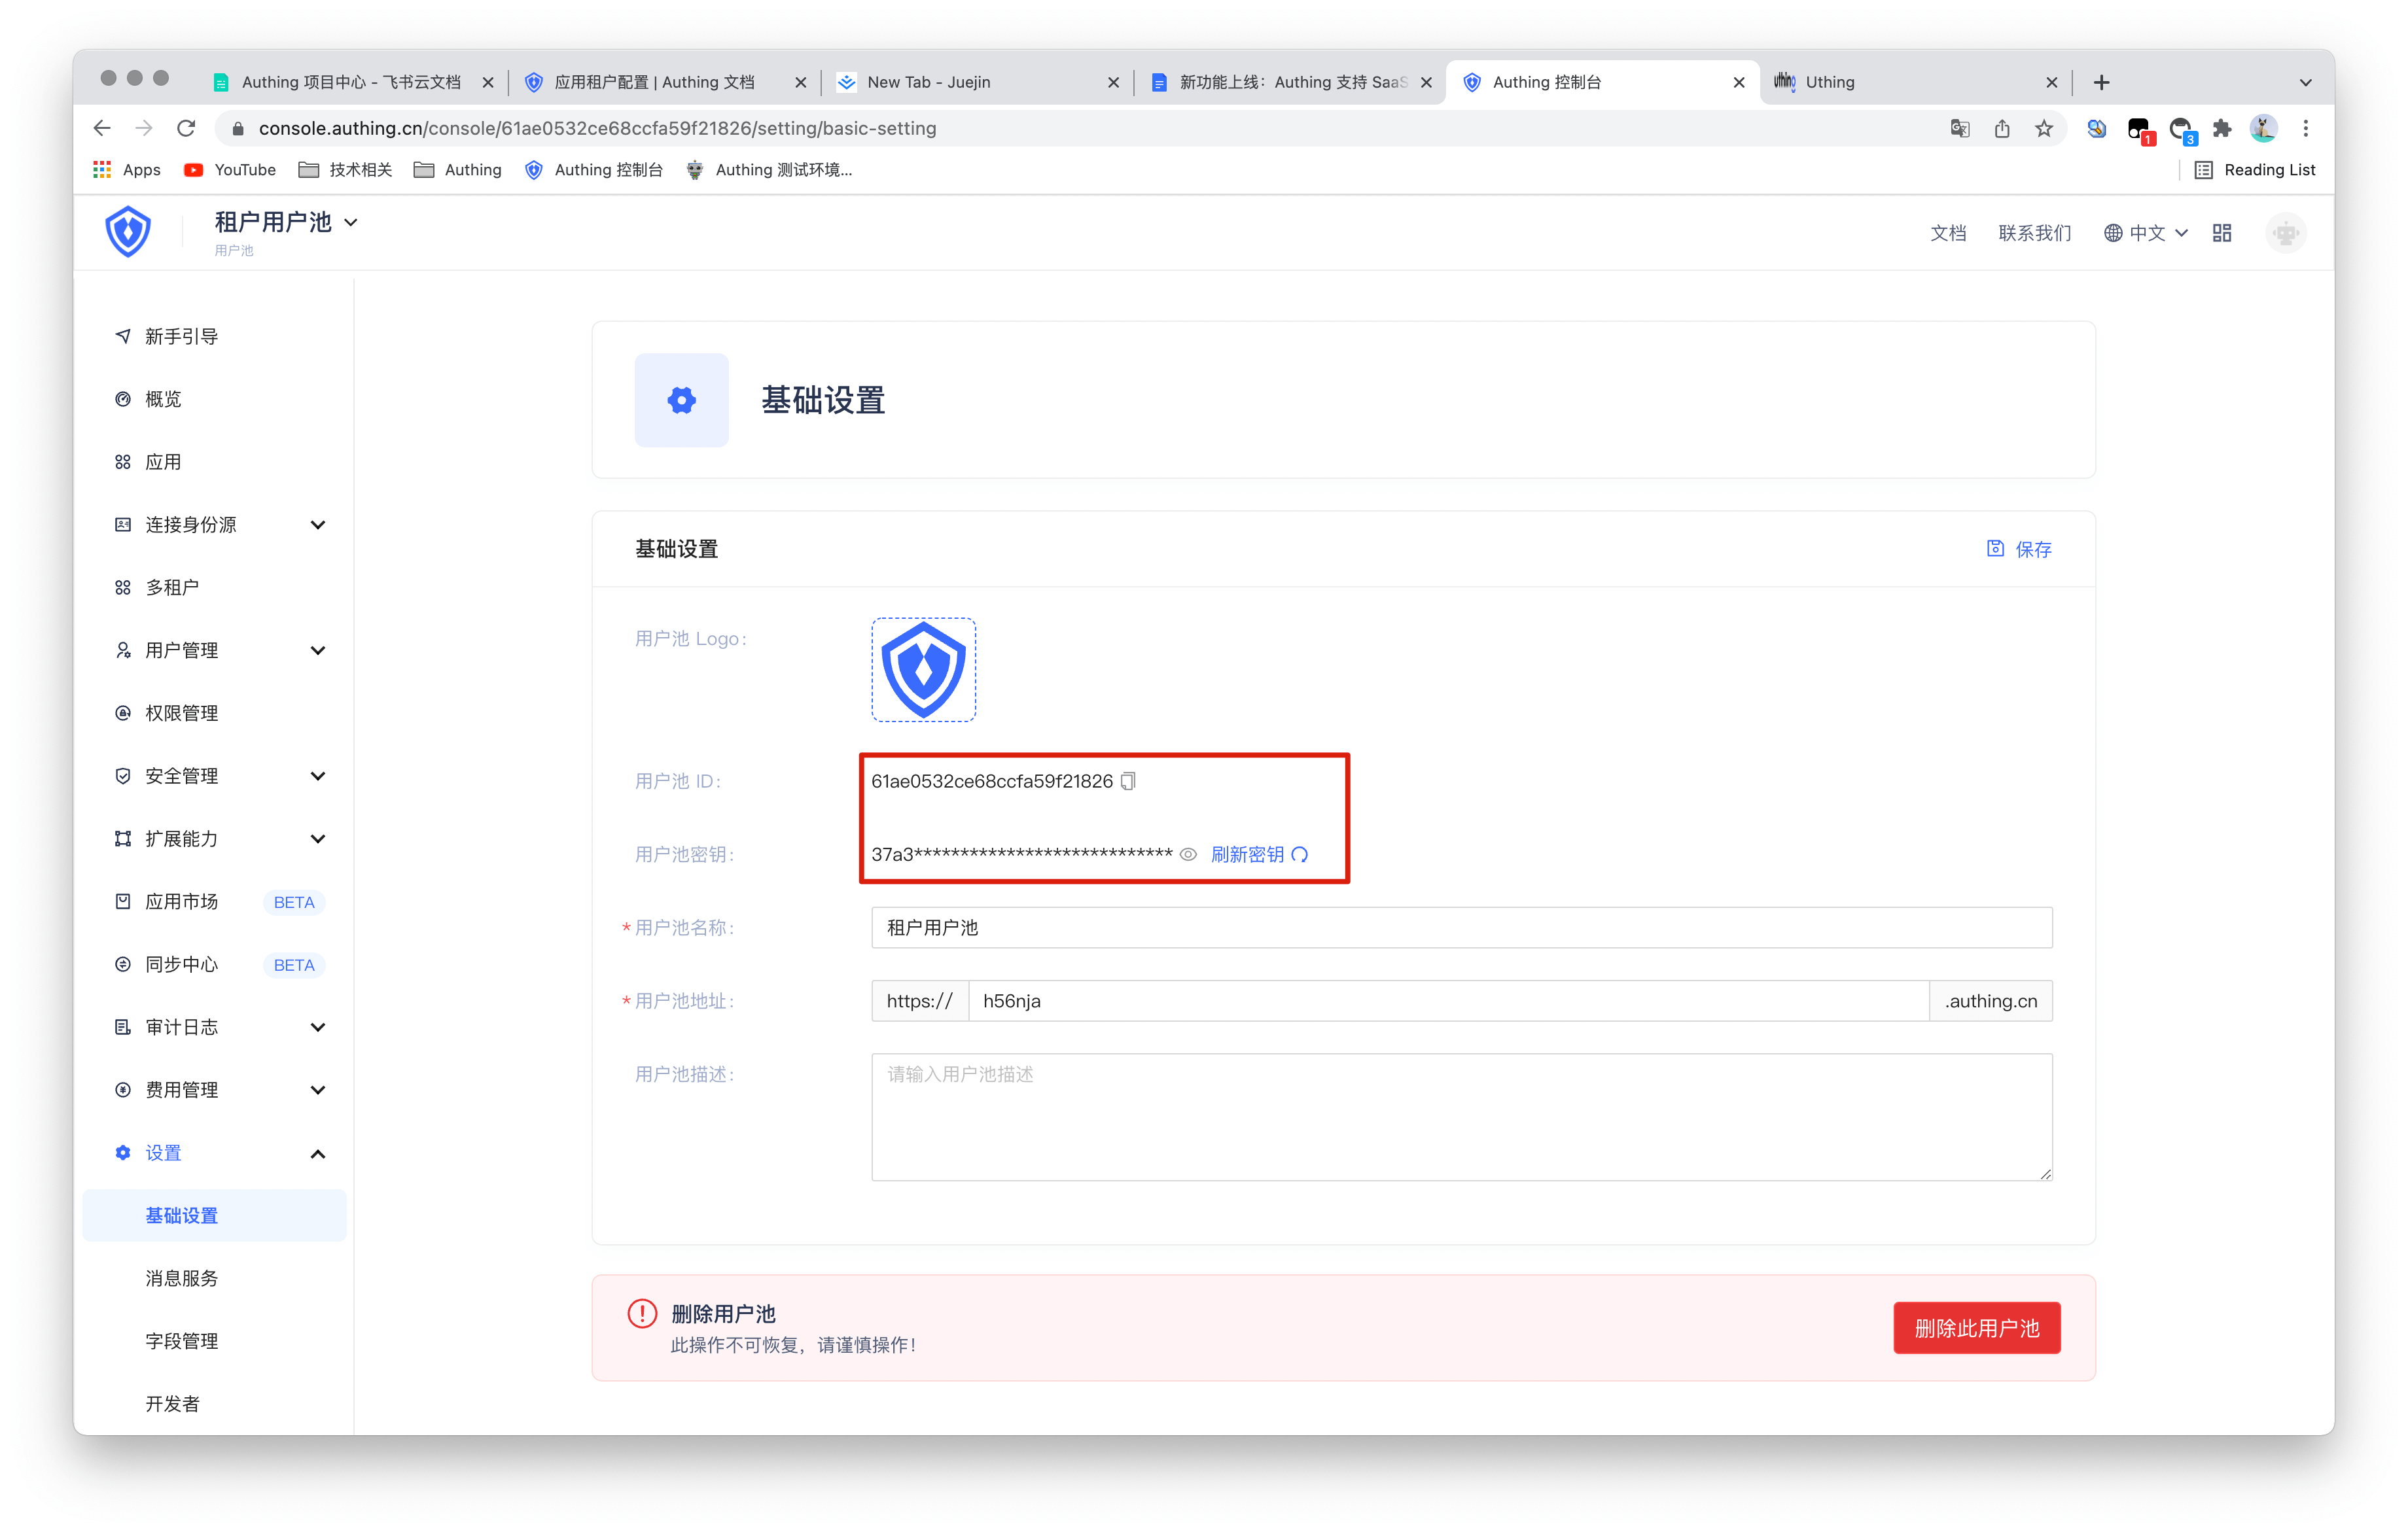 Authing 项目中心 - 飞书云文档
应用租户配置 | Authing 文档
New Tab - Juejin
新功能上线：Authing 支持 SaaS
Authing 控制台
Uthing
console.authing.cn/console/61ae0532ce68ccfa59f21826/setting/basic-setting
1
3
Apps
YouTube
技术相关
Authing
Authing 控制台
Authing 测试环境...
Reading List
租户用户池
用户池
文档
联系我们
中文
新手引导
概览
应用
连接身份源
多租户
用户管理
权限管理
安全管理
扩展能力
应用市场 BETA
同步中心 BETA
审计日志
费用管理
设置
基础设置
消息服务
字段管理
开发者
基础设置
基础设置
保存
用户池 Logo：
用户池 ID：
61ae0532ce68ccfa59f21826
用户池密钥：
37a3**************************** 刷新密钥
* 用户池名称：
租户用户池
* 用户池地址：
https:// h56nja .authing.cn
用户池描述：
请输入用户池描述
删除用户池
此操作不可恢复，请谨慎操作！
删除此用户池